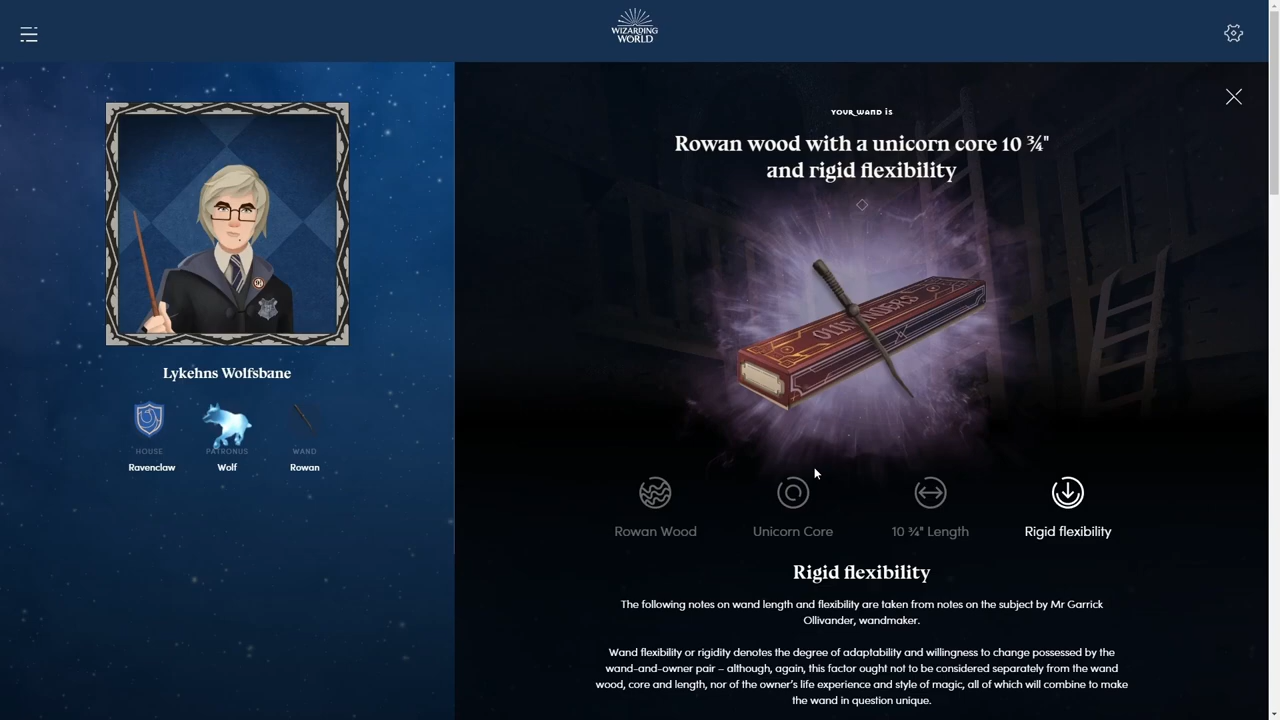 WIZARDING
WORLD
YOUR WAND IS
Rowan wood with a unicorn core 10 ¾"
and rigid flexibility
OLLIVANDERS
Lykehns Wolfsbane
HOUSE
PATRONUS
WAND
Ravenclaw
Wolf
Rowan
Rowan Wood
Unicorn Core
10 ¾" Length
Rigid flexibility
Rigid flexibility
The following notes on wand length and flexibility are taken from notes on the subject by Mr Garrick
Ollivander, wandmaker.
Wand flexibility or rigidity denotes the degree of adaptability and willingness to change possessed by the
wand-and-owner pair – although, again, this factor ought not to be considered separately from the wand
wood, core and length, nor of the owner's life experience and style of magic, all of which will combine to make
the wand in question unique.